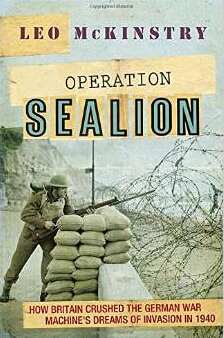 LEO McKINSTRY
OPERATION
SEALION
HOW BRITAIN CRUSHED THE GERMAN WAR
MACHINE'S DREAMS OF INVASION IN 1940